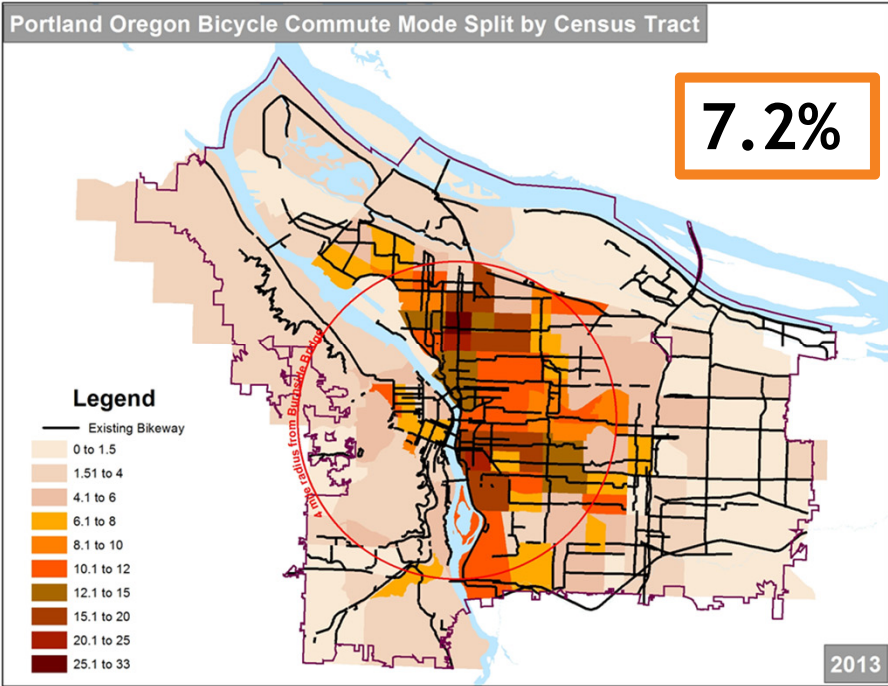 Portland Oregon Bicycle Commute Mode Split by Census Tract
7.2%
4 mile radius from Burnside Bridge
Legend
Existing Bikeway
0 to 1.5
1.51 to 4
4.1 to 6
6.1 to 8
8.1 to 10
10.1 to 12
12.1 to 15
15.1 to 20
20.1 to 25
25.1 to 33
2013